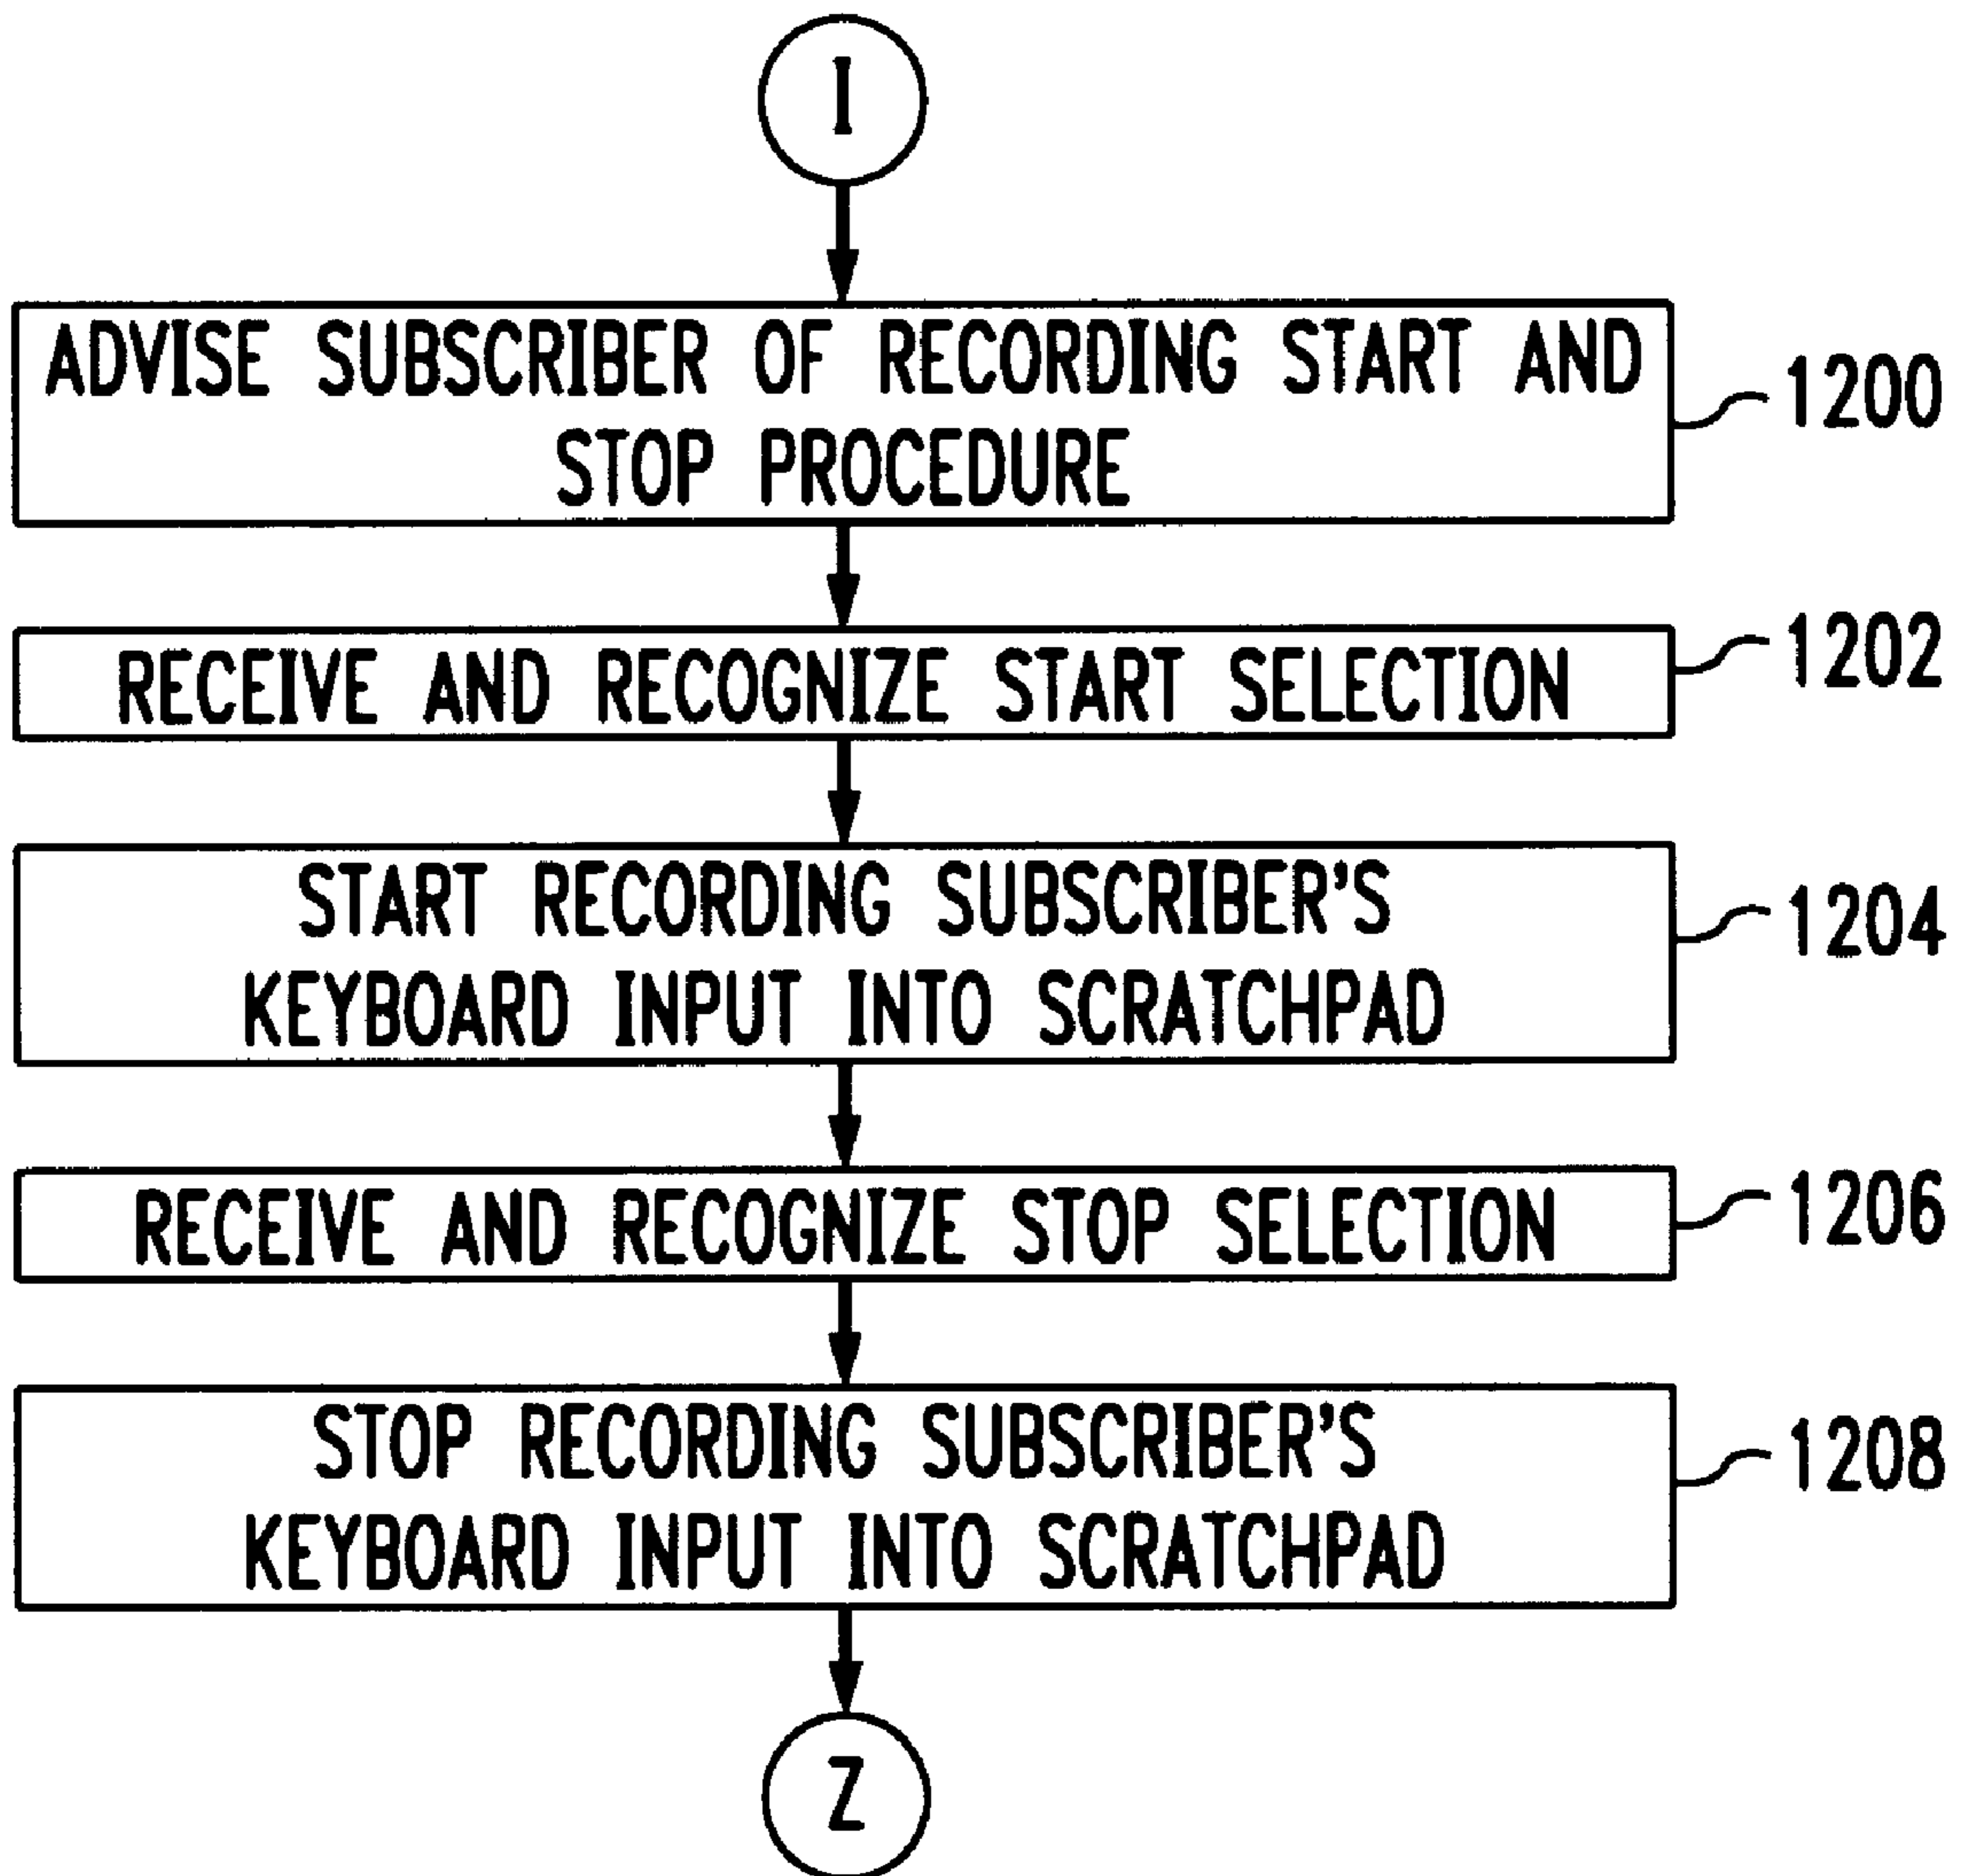 I
ADVISE SUBSCRIBER OF RECORDING START AND
STOP PROCEDURE
1200
RECEIVE AND RECOGNIZE START SELECTION
1202
START RECORDING SUBSCRIBER'S
KEYBOARD INPUT INTO SCRATCHPAD
1204
RECEIVE AND RECOGNIZE STOP SELECTION
1206
STOP RECORDING SUBSCRIBER'S
KEYBOARD INPUT INTO SCRATCHPAD
1208
Z